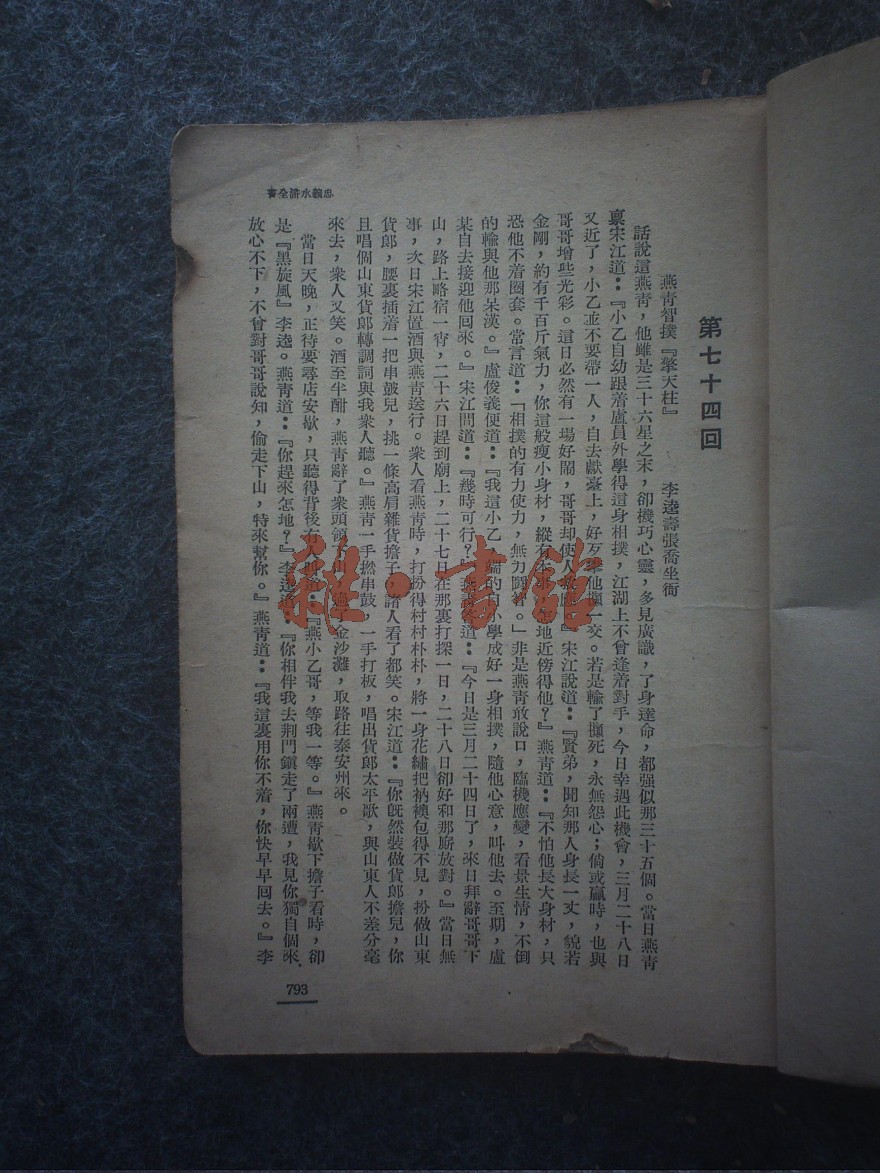 忠義水滸全書
第七十四回
燕青智撲『擎天柱』　李逵壽張喬坐衙
話說這燕青，他雖是三十六星之末，卻機巧心靈，多見廣識，了身達命，都强似那三十五個。當日燕青
稟宋江道：『小乙自幼跟着盧員外學得這身相撲，江湖上不曾逢着對手，今日幸遇此機會，三月二十八日
又近了，小乙並不要帶一人，自去獻臺上，好歹攀他攧一交。若是輸了攧死，永無怨心；倘或贏時，也與
哥哥增些光彩。這日必然有一場好鬧，哥哥却使人救應。』宋江說道：『賢弟，聞知那人身長一丈，貌若
金剛，約有千百斤氣力，你這般瘦小身材，縱有本事，地近傍得他？』燕青道：『不怕他長大身材，只
恐他不着圈套。常言道：「相撲的有力使力，無力鬪智。」非是燕青敢說口，臨機應變，看景生情，不倒
的輸與他那呆漢。』盧俊義便道：『我這小乙，端的自小學成好一身相撲，隨他心意，叫他去。至期，盧
某自去接迎他回來。』宋江問道：『幾時可行？』燕青答道：『今日是三月二十四日了，來日拜辭哥哥下
山，路上略宿一宵，二十六日趕到廟上，二十七日在那裏打探一日，二十八日卻好和那廝放對。』當日無
事，次日宋江置酒與燕青送行。衆人看燕青時，打扮得村村朴朴，將一身花繡把衲襖包得不見，扮做山東
貨郎，腰裏插着一把串鼓兒，挑一條高肩雜貨擔子，諸人看了都笑。宋江道：『你旣然裝做貨郎擔兒，你
且唱個山東貨郎轉調詞與我衆人聽。』燕青一手撚串鼓，一手打板，唱出貨郎太平歌，與山東人不差分毫
來去，衆人又笑。酒至半酣，燕青辭了衆頭領下山，過了金沙灘，取路往泰安州來。
當日天晚，正待要尋店安歇，只聽得背後有人叫道：『燕小乙哥，等我一等。』燕青歇下擔子看時，卻
是『黑旋風』李逵。燕青道：『你趕來怎地？』李逵道：『你相伴我去荆門鎮走了兩遭，我見你獨自個來，
放心不下，不曾對哥哥說知，偷走下山，特來幫你。』燕青道：『我這裏用你不着，你快早早回去。』李
793
雜·書館